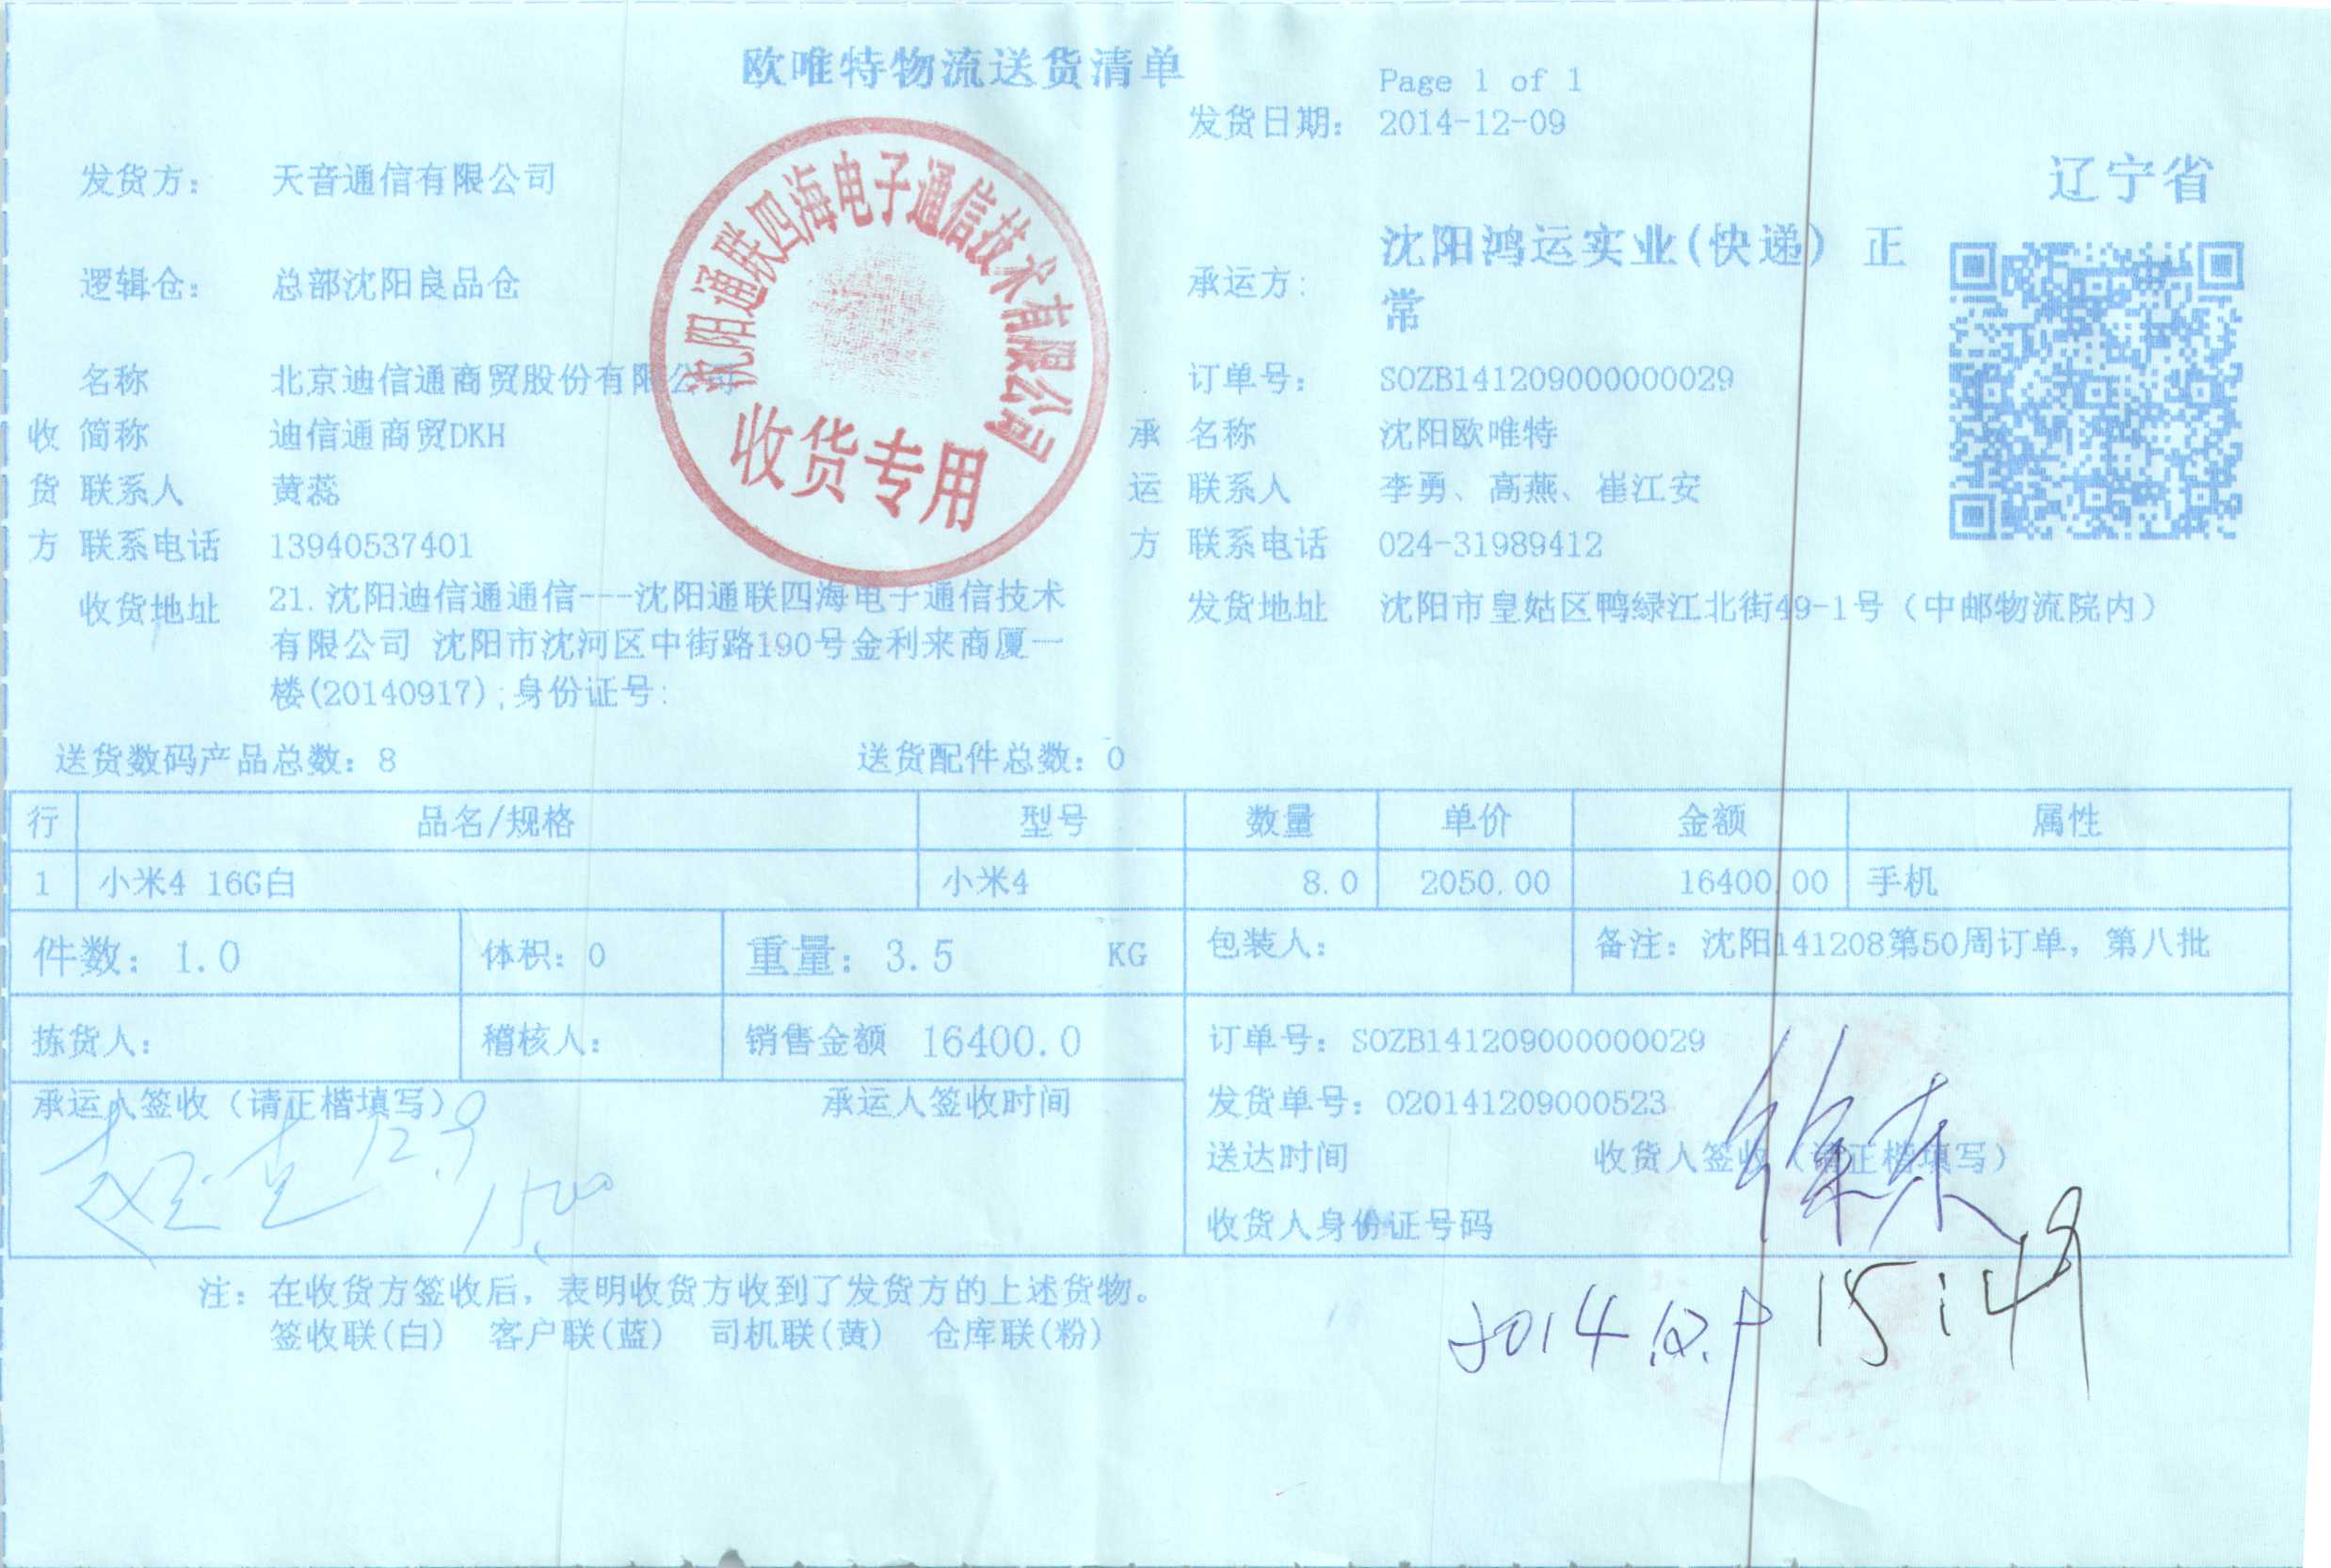 欧唯特物流送货清单
Page 1 of 1
发货日期： 2014-12-09
辽宁省
发货方： 天音通信有限公司
承运方： 沈阳鸿运实业(快递) 正
常
逻辑仓： 总部沈阳良品仓
名称 北京迪信通商贸股份有限公司
订单号： SOZB141209000000029
收 简称 迪信通商贸DKH
承 名称 沈阳欧唯特
货 联系人 黄蕊
运 联系人 李勇、高燕、崔江安
方 联系电话 13940537401
方 联系电话 024-31989412
收货地址 21.沈阳迪信通通信---沈阳通联四海电子通信技术
有限公司 沈阳市沈河区中街路190号金利来商厦一
楼(20140917);身份证号:
发货地址 沈阳市皇姑区鸭绿江北街49-1号（中邮物流院内）
沈阳通联四海电子通信技术有限公司
收货专用
送货数码产品总数：8 送货配件总数：0
行 品名/规格 型号 数量 单价 金额 属性
1 小米4 16G白 小米4 8.0 2050.00 16400.00 手机
件数：1.0 体积：0 重量：3.5 KG 包装人： 备注：沈阳141208第50周订单，第八批
拣货人： 稽核人： 销售金额 16400.0 订单号：SOZB141209000000029
承运人签收（请正楷填写） 承运人签收时间 发货单号：020141209000523
12.9
15:00
送达时间 收货人签收（请正楷填写）
收货人身份证号码
2014.12.9 15:49
注：在收货方签收后，表明收货方收到了发货方的上述货物。
签收联(白) 客户联(蓝) 司机联(黄) 仓库联(粉)